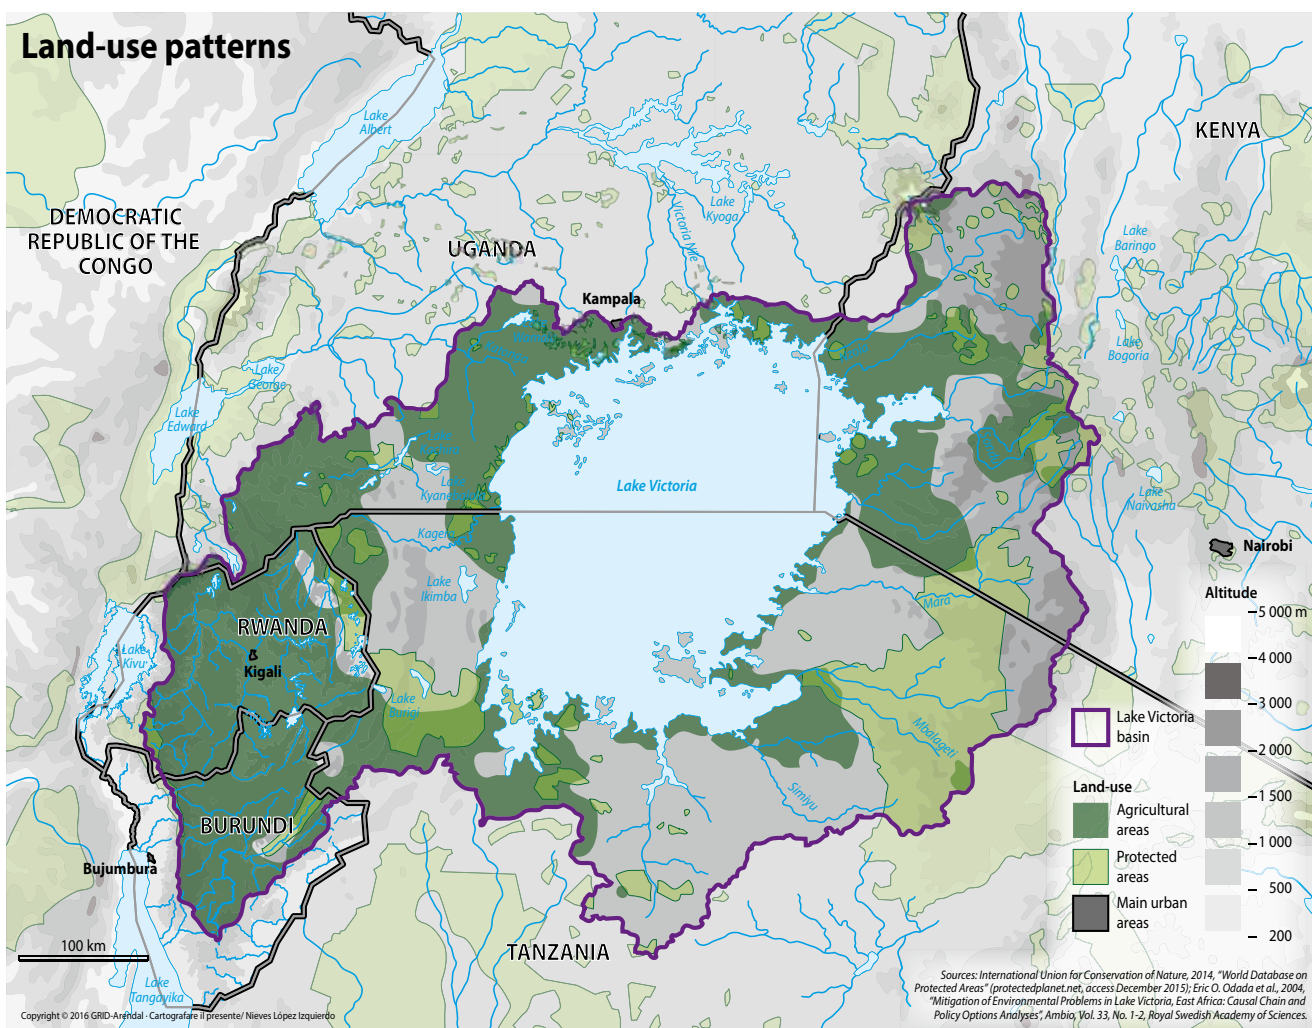 Land-use patterns
Lake
Albert
KENYA
DEMOCRATIC
REPUBLIC OF THE
CONGO
UGANDA
Lake
Kyoga
Victoria Nile
Lake
Baringo
Kampala
Lake
Bogoria
Lake
George
Lake
Edward
Lake
Kyanebalola
Lake Victoria
Lake
Naivasha
Kagera
Nairobi
Lake
Ikimba
Mara
RWANDA
Kigali
Lake
Kivu
Lake
Burigi
Mbalageti
Simiyu
BURUNDI
Bujumbura
TANZANIA
Lake
Tanganyika
100 km
Altitude
5 000 m
4 000
3 000
2 000
1 500
1 000
500
200
Lake Victoria
basin
Land-use
Agricultural
areas
Protected
areas
Main urban
areas
Sources: International Union for Conservation of Nature, 2014, "World Database on
Protected Areas" (protectedplanet.net, access December 2015); Eric O. Odada et al., 2004,
"Mitigation of Environmental Problems in Lake Victoria, East Africa: Causal Chain and
Policy Options Analyses", Ambio, Vol. 33, No. 1-2, Royal Swedish Academy of Sciences.
Copyright © 2016 GRID-Arendal · Cartografare il presente/ Nieves López Izquierdo